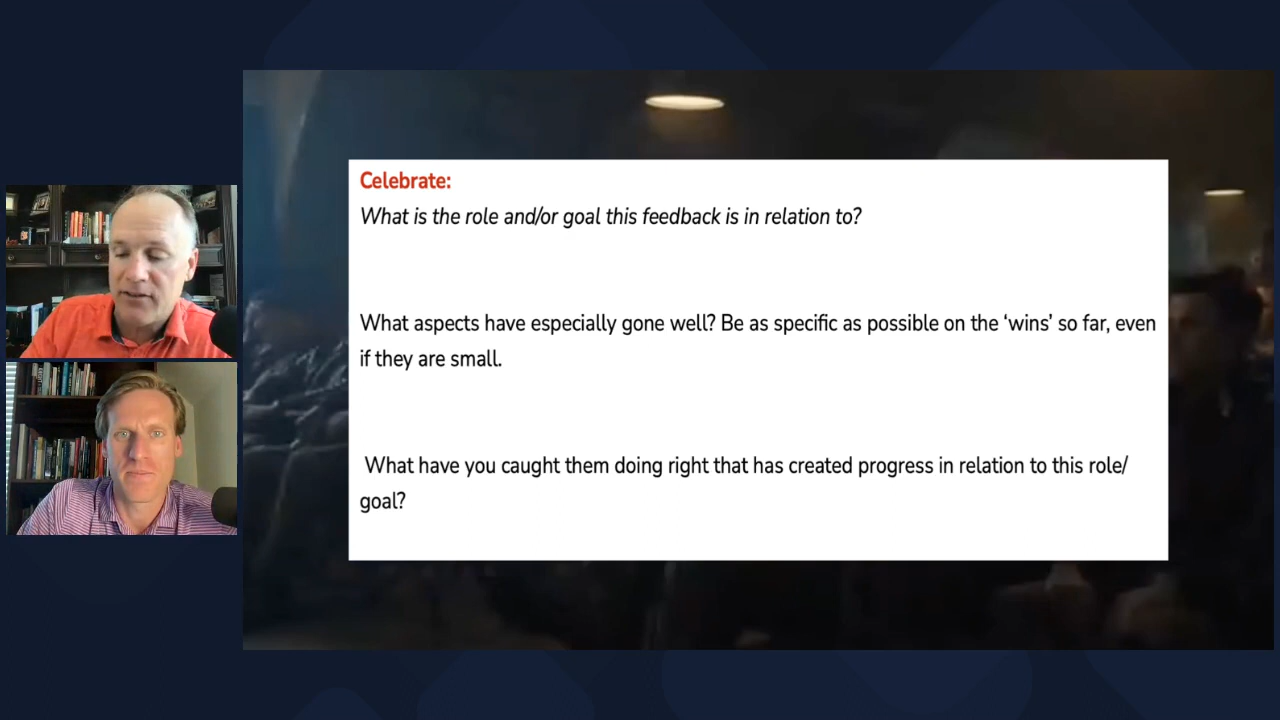 Celebrate:
What is the role and/or goal this feedback is in relation to?
What aspects have especially gone well? Be as specific as possible on the ‘wins’ so far, even
if they are small.
What have you caught them doing right that has created progress in relation to this role/
goal?